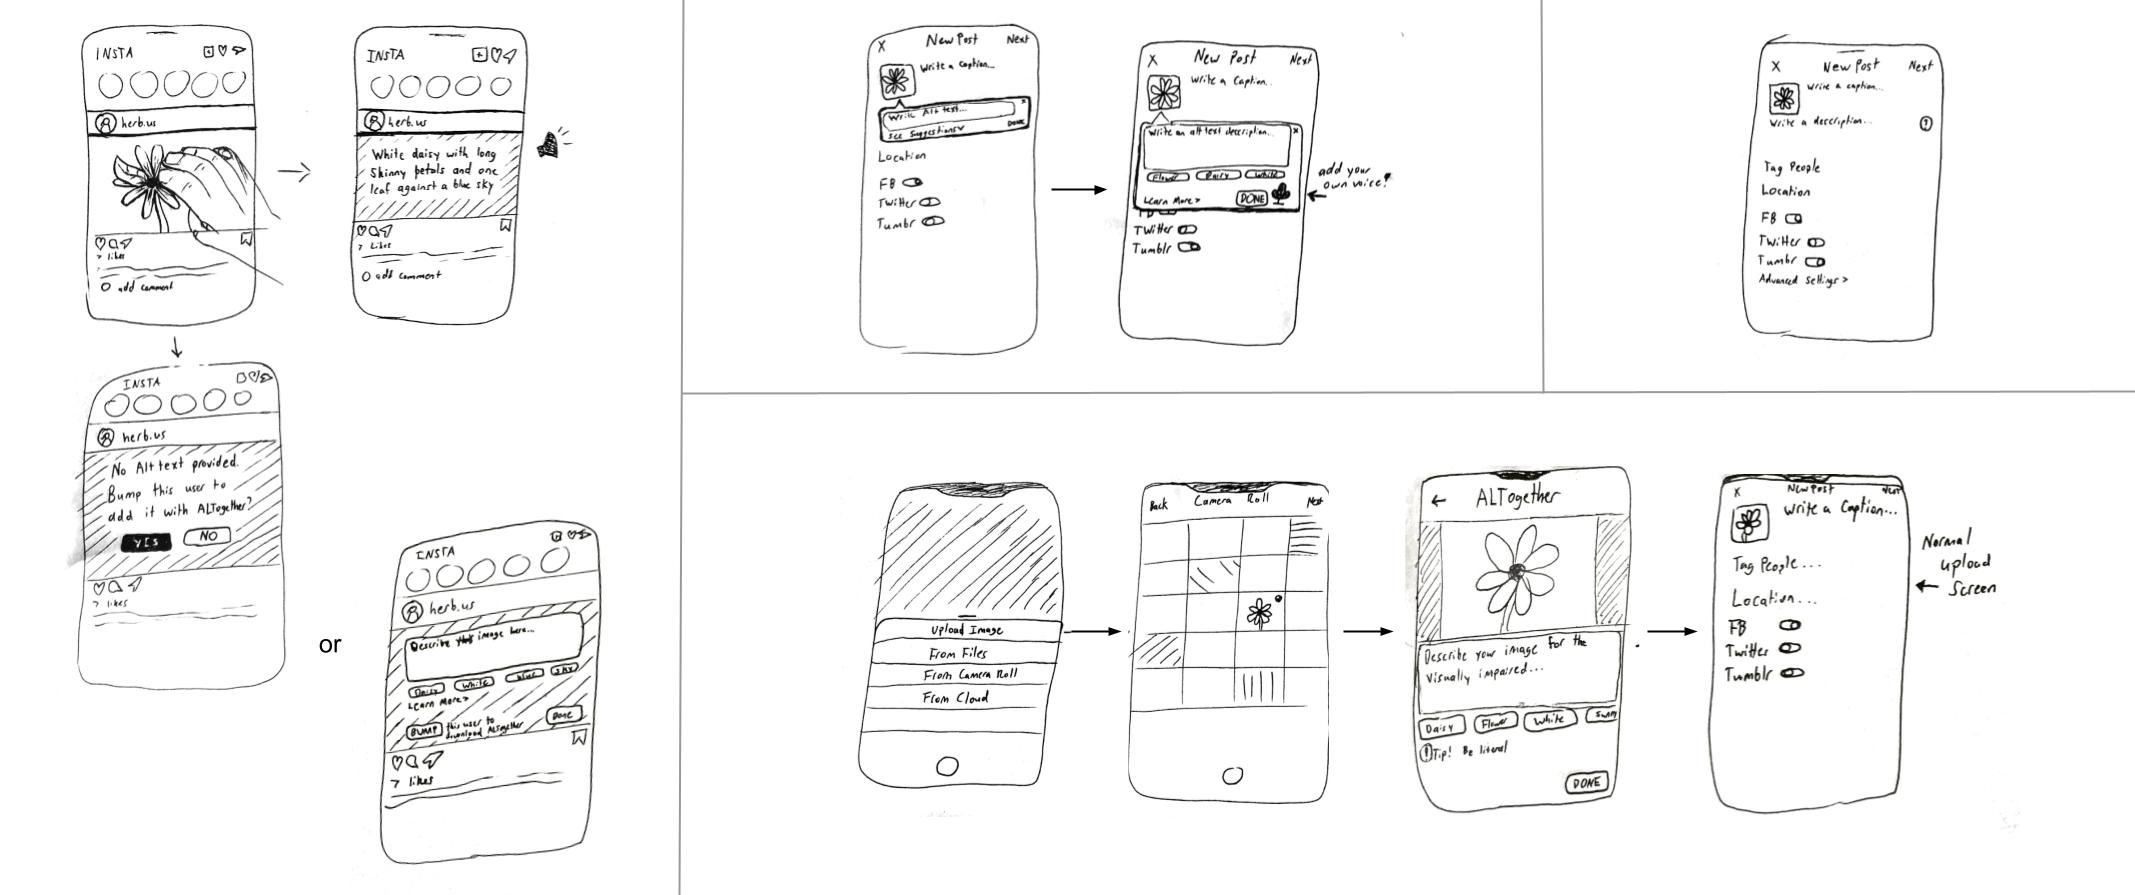 INSTA
herb.us
7 likes
add comment
INSTA
herb.us
White daisy with long
Skinny petals and one
leaf against a blue sky
7 Likes
add comment
INSTA
herb.us
No Alt text provided.
Bump this user to
add it with ALTogether?
YES
NO
7 likes
or
INSTA
herb.us
Describe image here...
Daisy
White
blue
sky
Learn More>
BUMP
this user to
download ALTogether
Done
7 likes
X
New Post
Next
Write a Caption...
Write Alt text...
x
see suggestions
DONE
Location
FB
Twitter
Tumblr
X
New Post
Next
Write a Caption..
Write an alt text description...
x
Flower
Daisy
White
Learn More>
DONE
FB
Twitter
Tumblr
add your
own voice!
X
New Post
Next
Write a caption...
Write a description...
Tag People
Location
FB
Twitter
Tumblr
Advanced Settings >
Upload Image
From Files
From Camera Roll
From Cloud
Back
Camera Roll
Next
←
ALTogether
Describe your image for the
Visually impaired...
Daisy
Flower
White
Sunny
! Tip! Be literal
DONE
X
New Post
Next
Write a Caption...
Tag People ...
Location...
FB
Twitter
Tumblr
Normal
upload
Screen